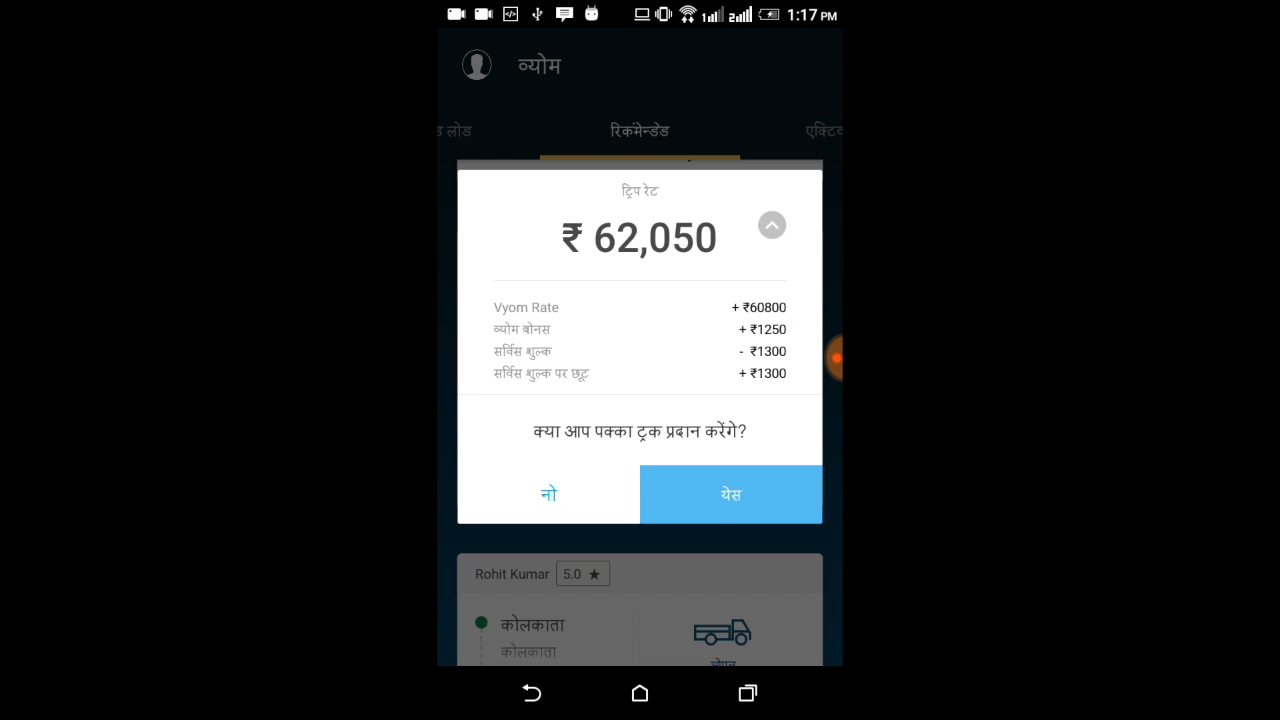 1:17 PM
व्योम
ड लोड रिकंमेन्डेड एक्टिव
ट्रिप रेट
₹ 62,050
Vyom Rate + ₹60800
व्योम बोनस + ₹1250
सर्विस शुल्क - ₹1300
सर्विस शुल्क पर छूट + ₹1300
क्या आप पक्का ट्रक प्रदान करेंगे?
नो येस
Rohit Kumar 5.0 ★
कोलकाता
कोलकाता
ओपन